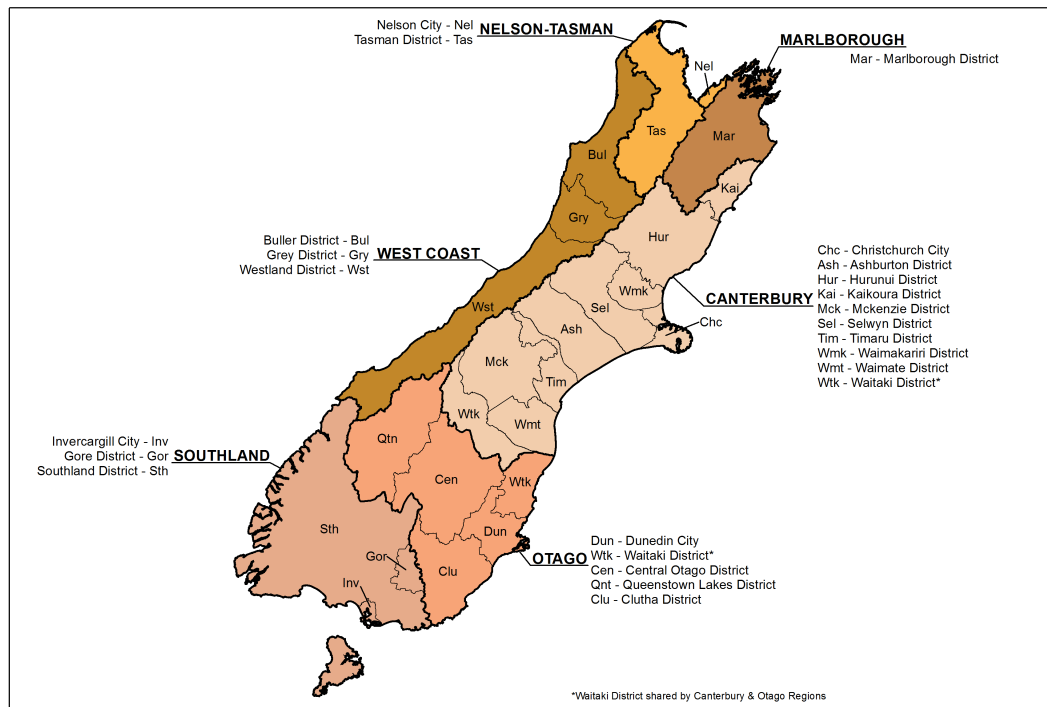 Nelson City - Nel
Tasman District - Tas
NELSON-TASMAN
MARLBOROUGH
Mar - Marlborough District
Nel
Tas
Mar
Bul
Kai
Gry
Hur
Buller District - Bul
Grey District - Gry
Westland District - Wst
WEST COAST
Chc - Christchurch City
Ash - Ashburton District
Hur - Hurunui District
Kai - Kaikoura District
Mck - Mckenzie District
Sel - Selwyn District
Tim - Timaru District
Wmk - Waimakariri District
Wmt - Waimate District
Wtk - Waitaki District*
CANTERBURY
Wmk
Wst
Sel
Chc
Ash
Mck
Tim
Wtk
Wmt
Qtn
Invercargill City - Inv
Gore District - Gor
Southland District - Sth
SOUTHLAND
Cen
Wtk
Sth
Dun
Gor
Clu
Inv
OTAGO
Dun - Dunedin City
Wtk - Waitaki District*
Cen - Central Otago District
Qnt - Queenstown Lakes District
Clu - Clutha District
*Waitaki District shared by Canterbury & Otago Regions